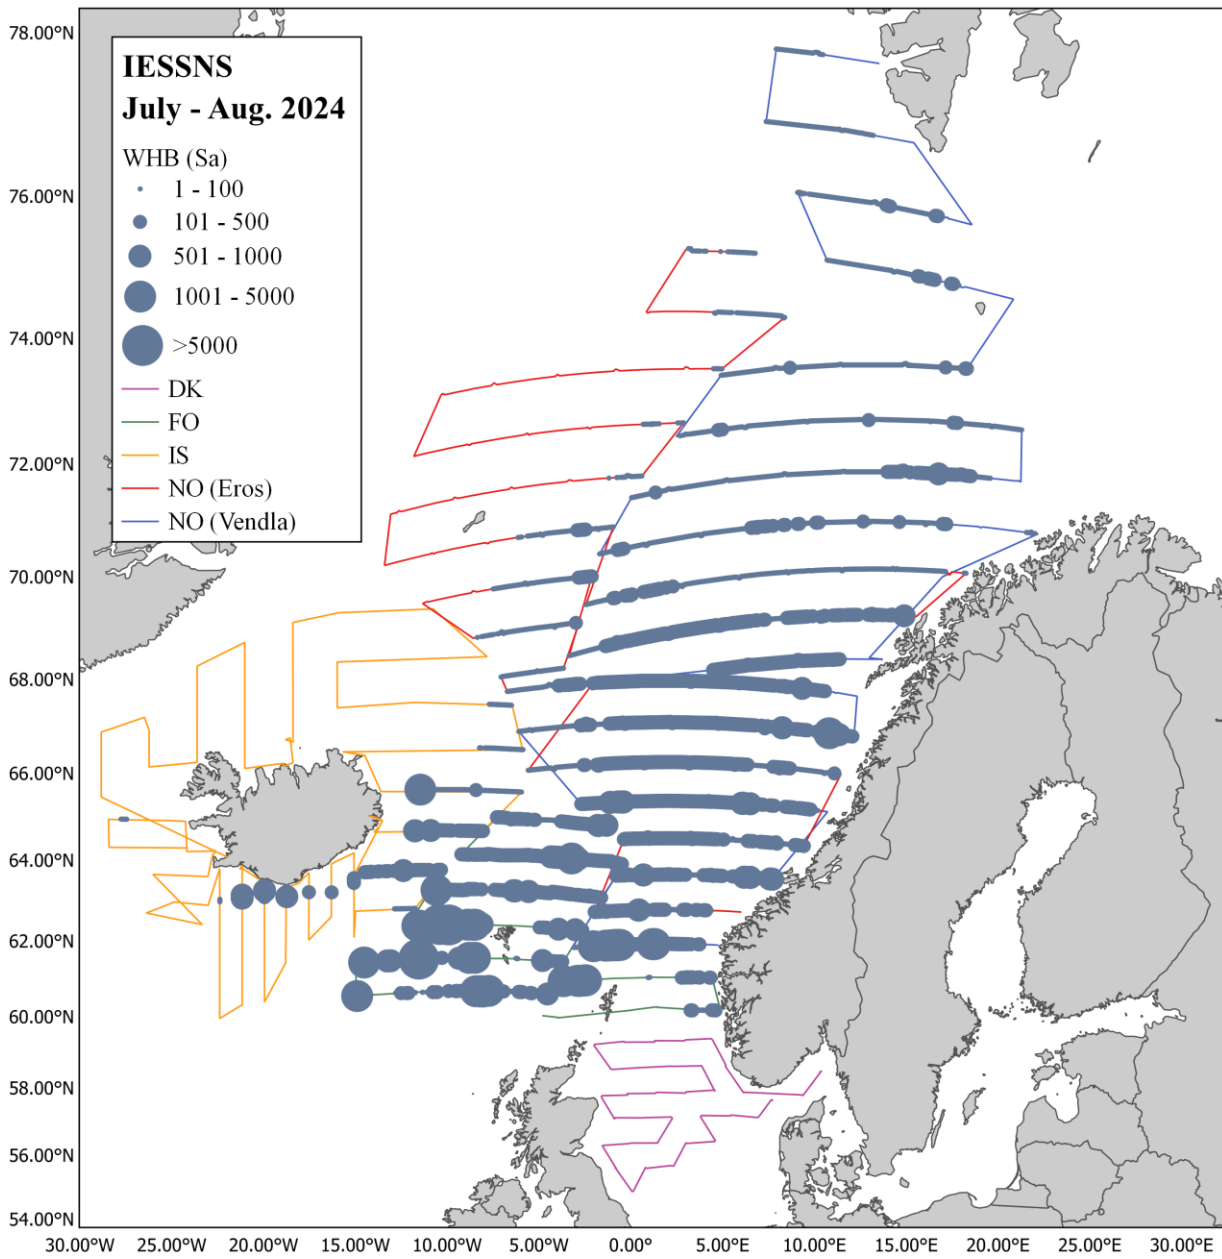 IESSNS
July - Aug. 2024
WHB (Sa)
1 - 100
101 - 500
501 - 1000
1001 - 5000
>5000
DK
FO
IS
NO (Eros)
NO (Vendla)
78.00°N
76.00°N
74.00°N
72.00°N
70.00°N
68.00°N
66.00°N
64.00°N
62.00°N
60.00°N
58.00°N
56.00°N
54.00°N
30.00°W 25.00°W 20.00°W 15.00°W 10.00°W 5.00°W 0.00° 5.00°E 10.00°E 15.00°E 20.00°E 25.00°E 30.00°E